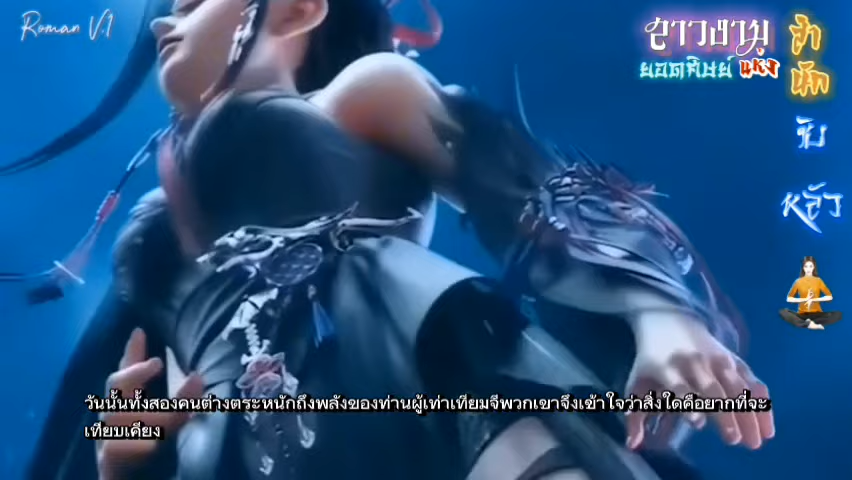 Roman V.1
สาวงาม
ยอดศิษย์ แห่ง
สำ
นัก
จิบ
หลัว
วันนั้นทั้งสองคนต่างตระหนักถึงพลังของท่านผู้เท่าเทียมจีพวกเขาจึงเข้าใจว่าสิ่งใดคือยากที่จะ
เทียบเคียง